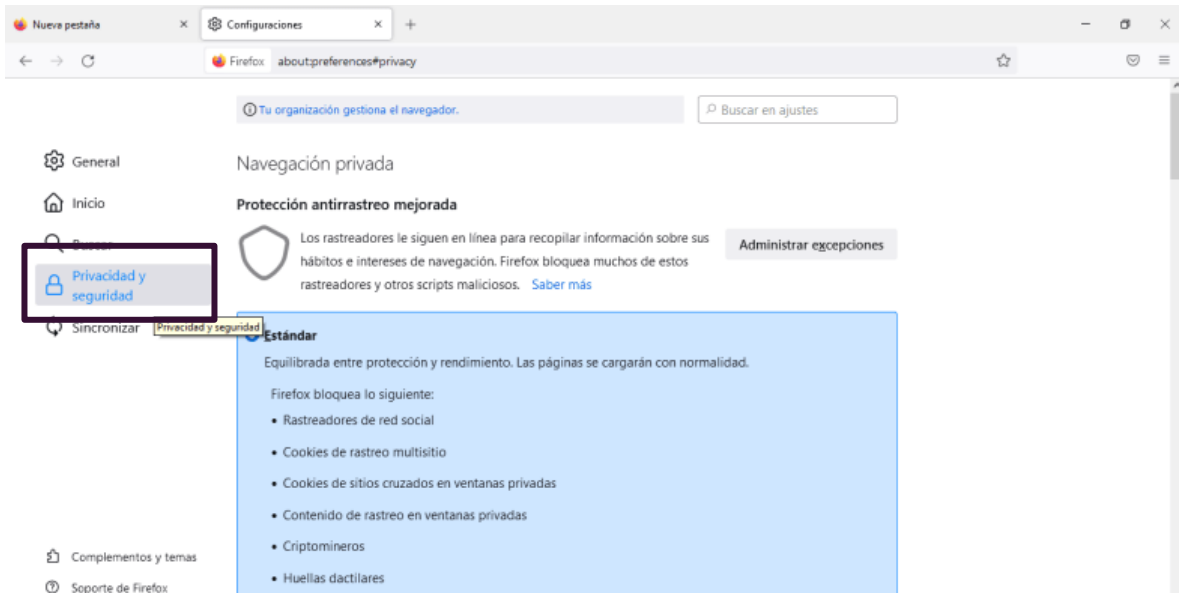 Nueva pestaña
Configuraciones
Firefox about:preferences#privacy
Tu organización gestiona el navegador.
Buscar en ajustes
General
Inicio
Buscar
Privacidad y
seguridad
Sincronizar
Privacidad y seguridad
Complementos y temas
Soporte de Firefox
Navegación privada
Protección antirrastreo mejorada
Los rastreadores le siguen en línea para recopilar información sobre sus
hábitos e intereses de navegación. Firefox bloquea muchos de estos
rastreadores y otros scripts maliciosos. Saber más
Administrar excepciones
Estándar
Equilibrada entre protección y rendimiento. Las páginas se cargarán con normalidad.
Firefox bloquea lo siguiente:
• Rastreadores de red social
• Cookies de rastreo multisitio
• Cookies de sitios cruzados en ventanas privadas
• Contenido de rastreo en ventanas privadas
• Criptomineros
• Huellas dactilares